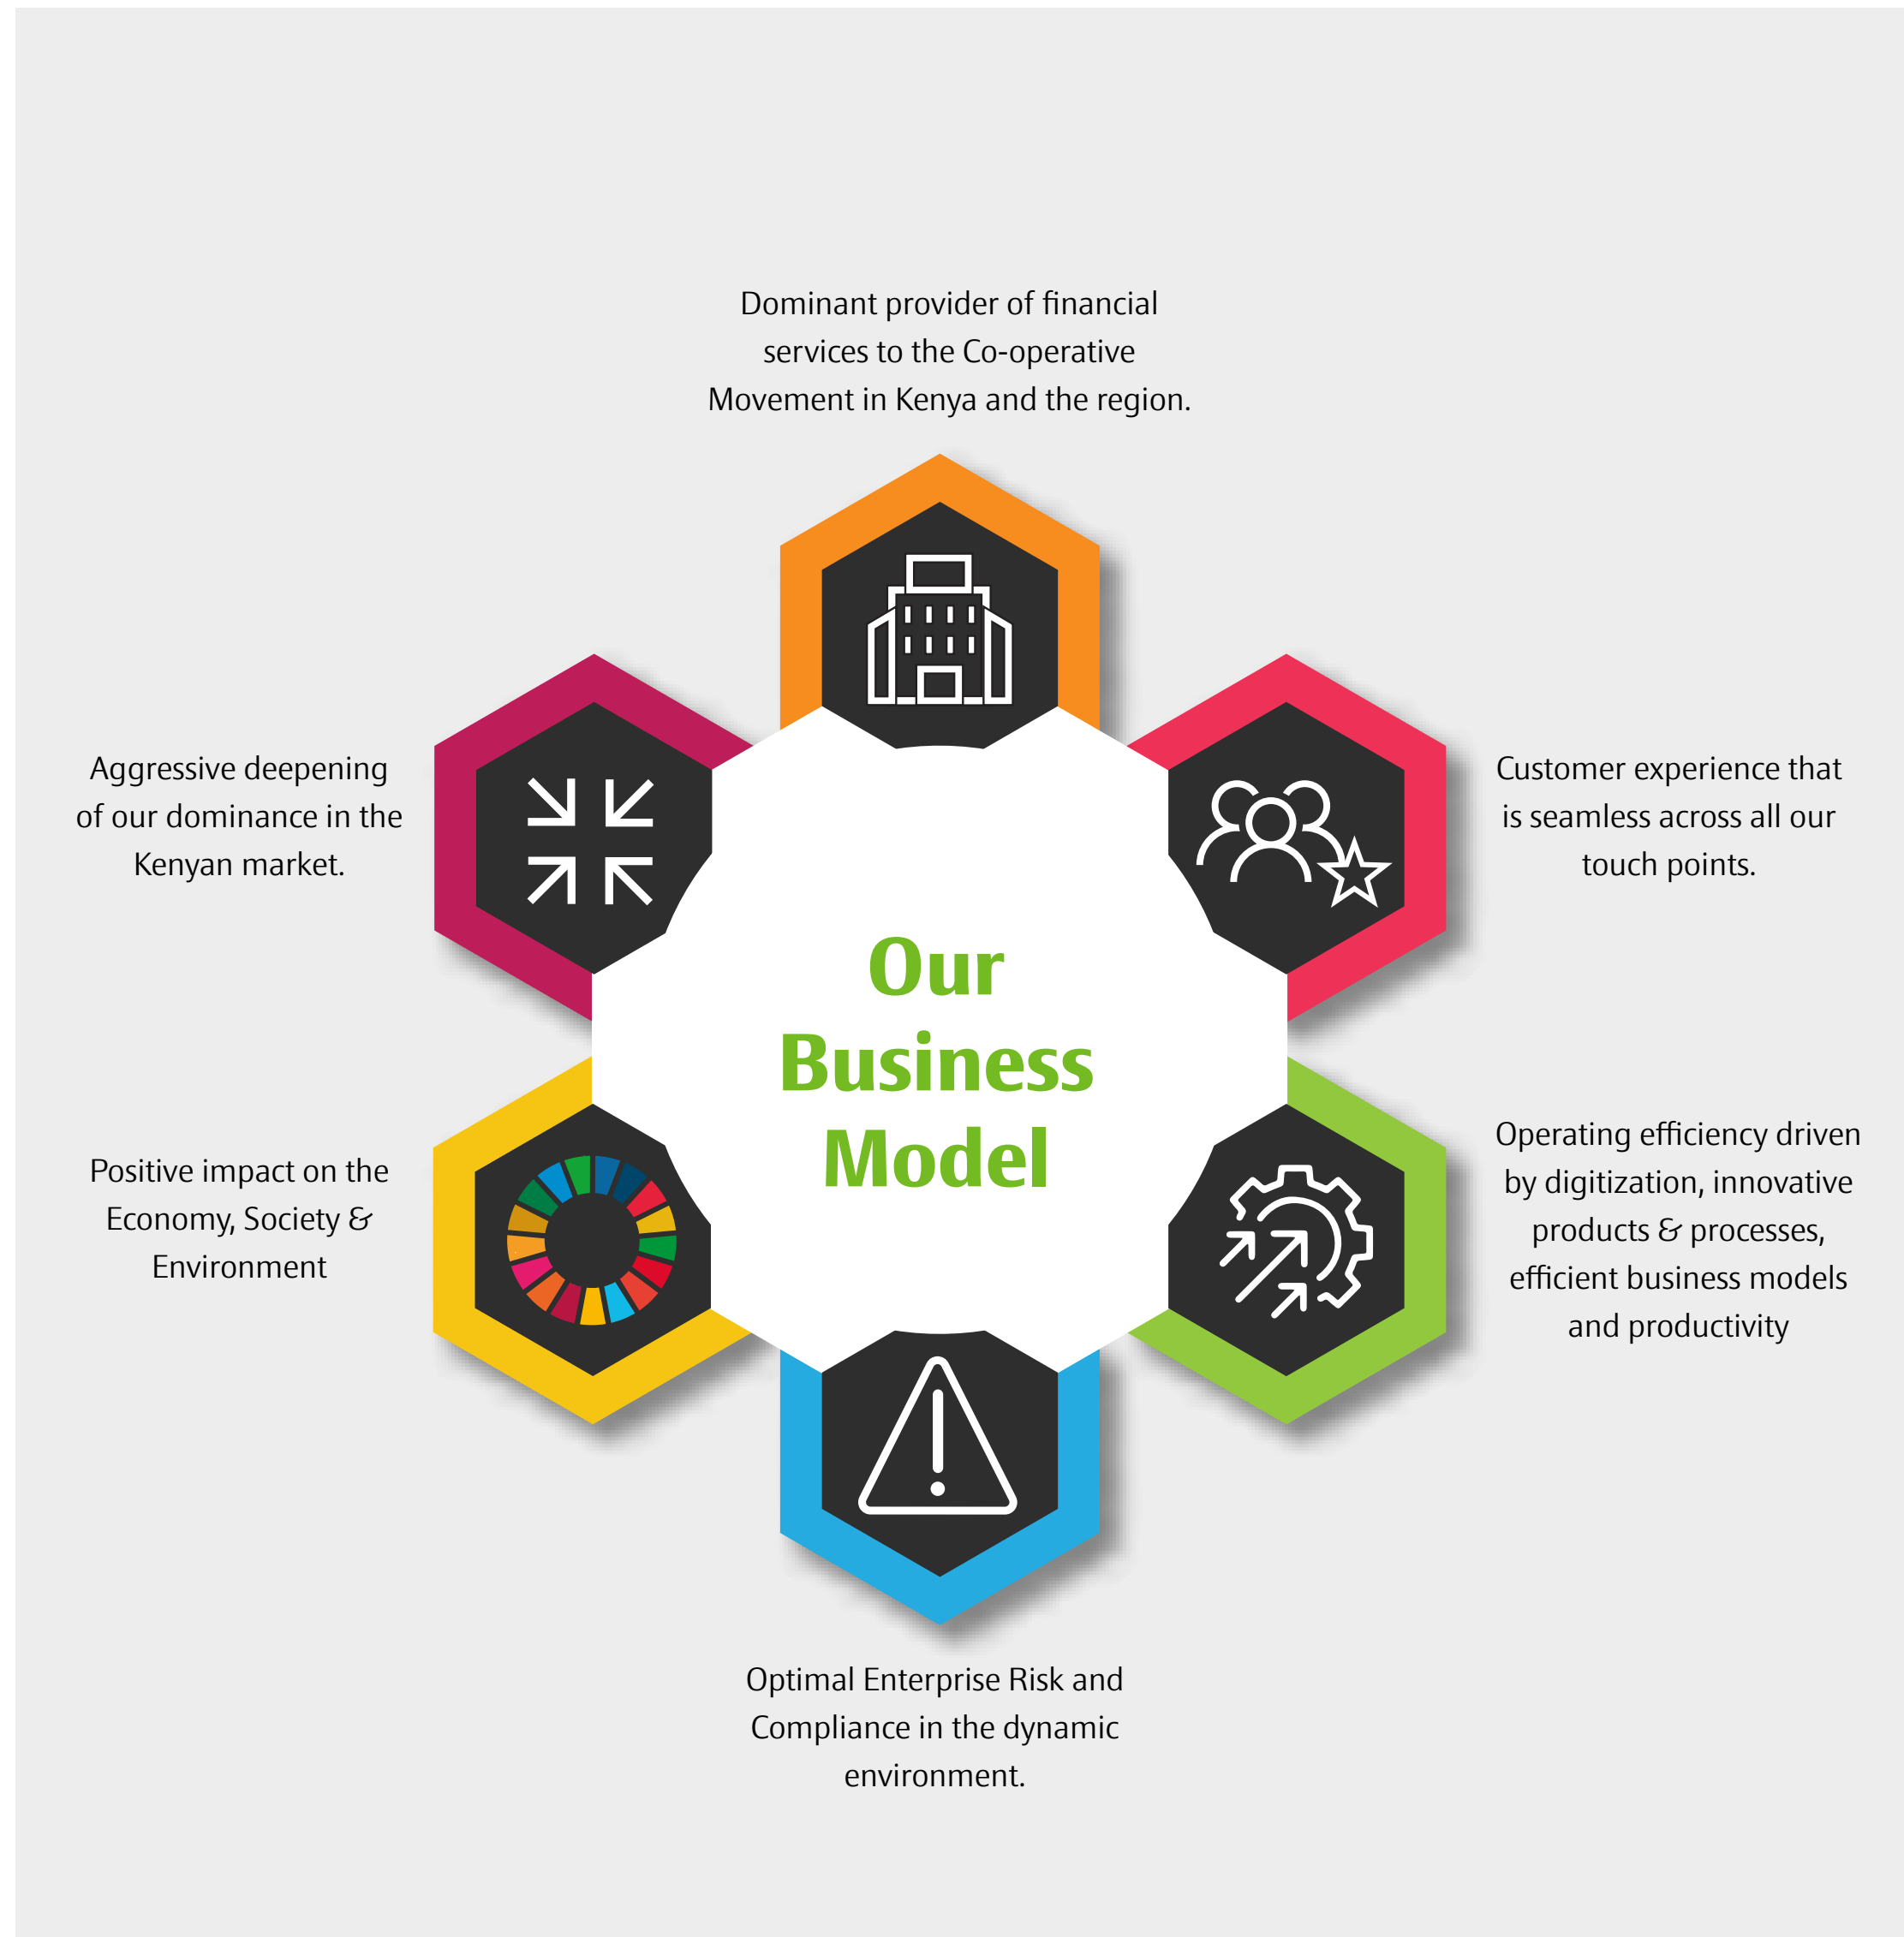 Dominant provider of financial
services to the Co-operative
Movement in Kenya and the region.
Aggressive deepening
of our dominance in the
Kenyan market.
Customer experience that
is seamless across all our
touch points.
Our
Business
Model
Positive impact on the
Economy, Society &
Environment
Operating efficiency driven
by digitization, innovative
products & processes,
efficient business models
and productivity
Optimal Enterprise Risk and
Compliance in the dynamic
environment.